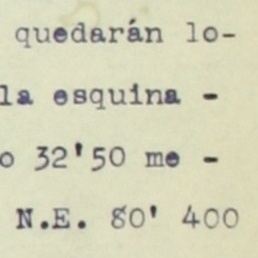 quedarán lo-
la esquina -
o 32'50 me -
N.E. 80' 400